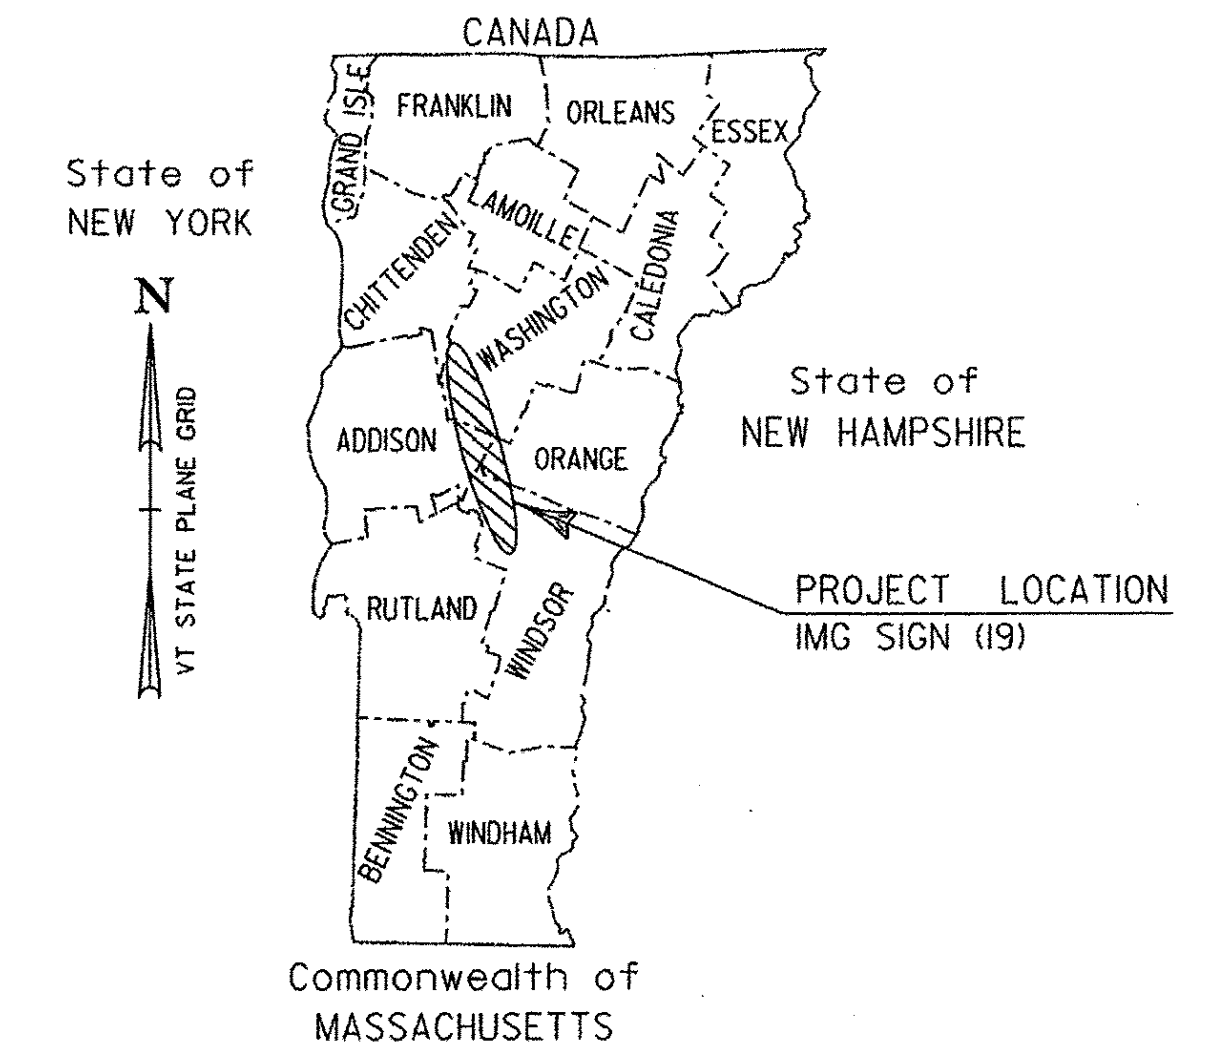 CANADA
GRAND ISLE
FRANKLIN
ORLEANS
ESSEX
State of
NEW YORK
LAMOILLE
CHITTENDEN
CALEDONIA
N
WASHINGTON
State of
NEW HAMPSHIRE
VT STATE PLANE GRID
ADDISON
ORANGE
PROJECT LOCATION
IMG SIGN (19)
RUTLAND
WINDSOR
BENNINGTON
WINDHAM
Commonwealth of
MASSACHUSETTS